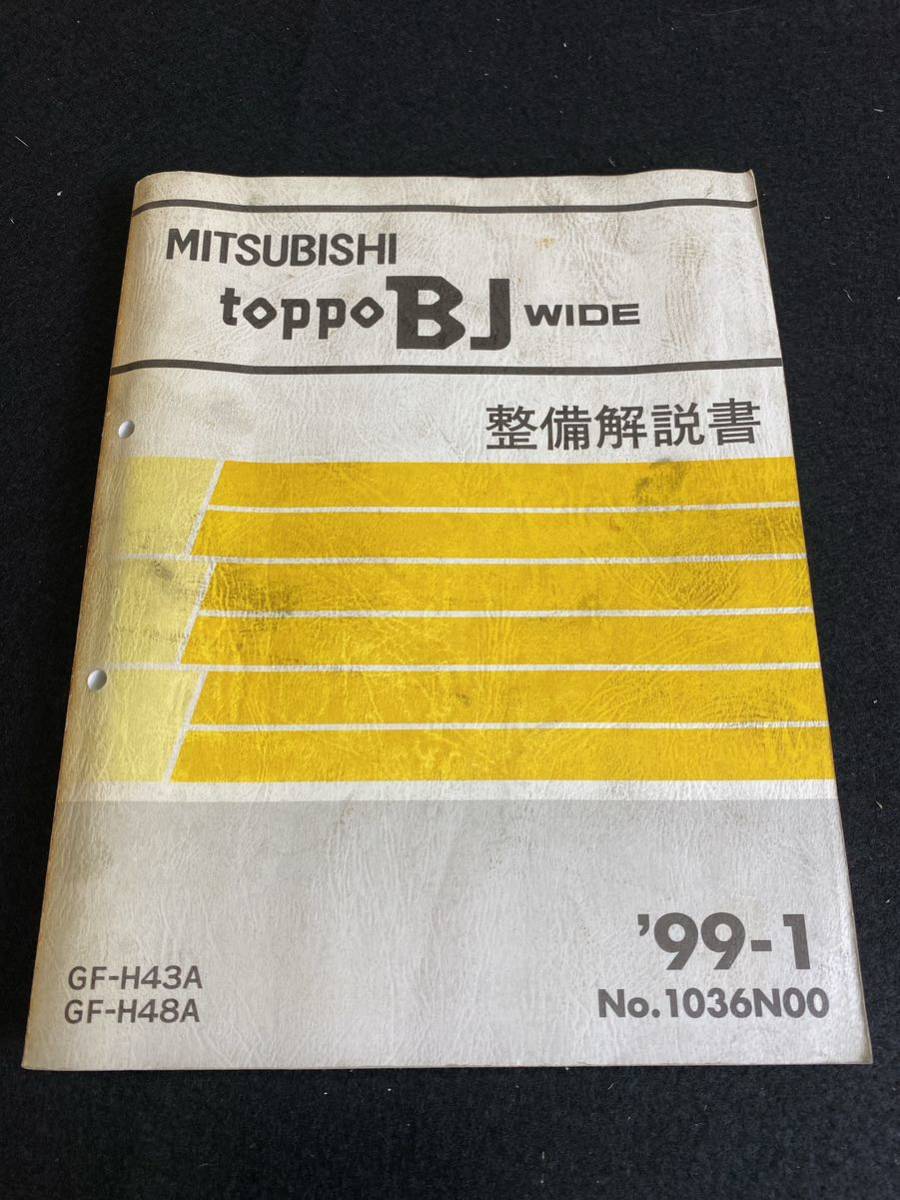 MITSUBISHI
toppo BJ WIDE
整備解説書
'99-1
GF-H43A
No.1036N00
GF-H48A